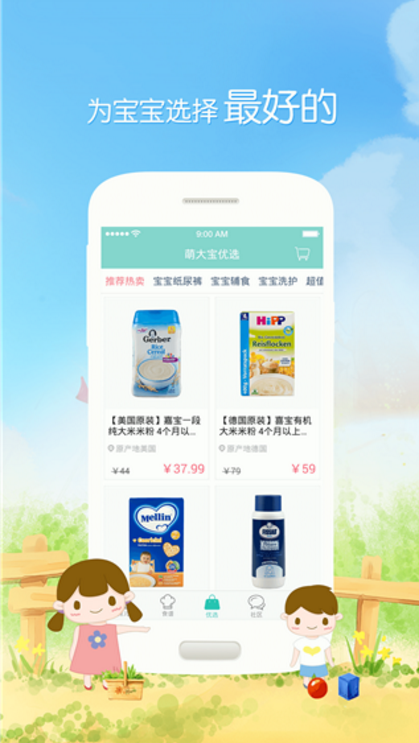 为宝宝选择 最好的
9:00 AM
萌大宝优选
推荐热卖 宝宝纸尿裤 宝宝辅食 宝宝洗护 超值
Gerber
Rice
Cereal
HiPP
Reisflocken
【美国原装】嘉宝一段
纯大米米粉 4个月以...
原产地美国
¥44 ¥37.99
【德国原装】嘉宝有机
大米米粉 4个月以上...
原产地德国
¥79 ¥59
Mellin
食谱 优选 社区